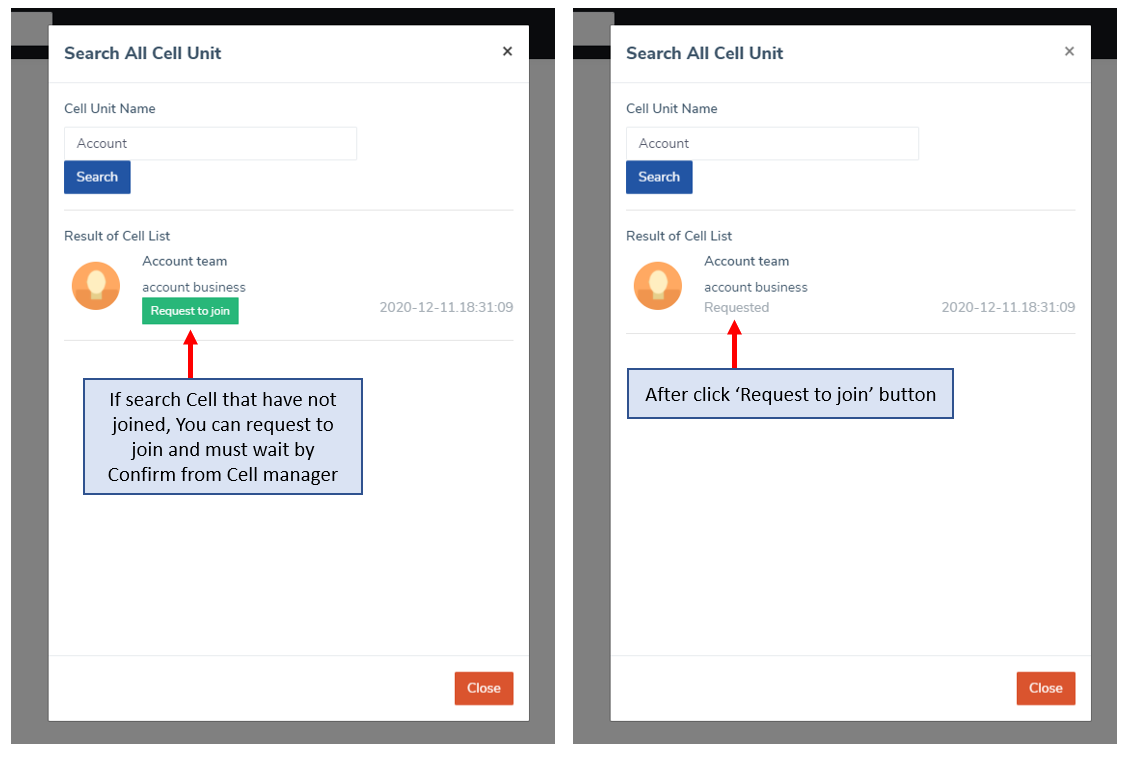 Search All Cell Unit ×
Cell Unit Name
Account
Search
Result of Cell List
Account team
account business
Request to join 2020-12-11.18:31:09
If search Cell that have not
joined, You can request to
join and must wait by
Confirm from Cell manager
Close
Search All Cell Unit ×
Cell Unit Name
Account
Search
Result of Cell List
Account team
account business
Requested 2020-12-11.18:31:09
After click ‘Request to join’ button
Close